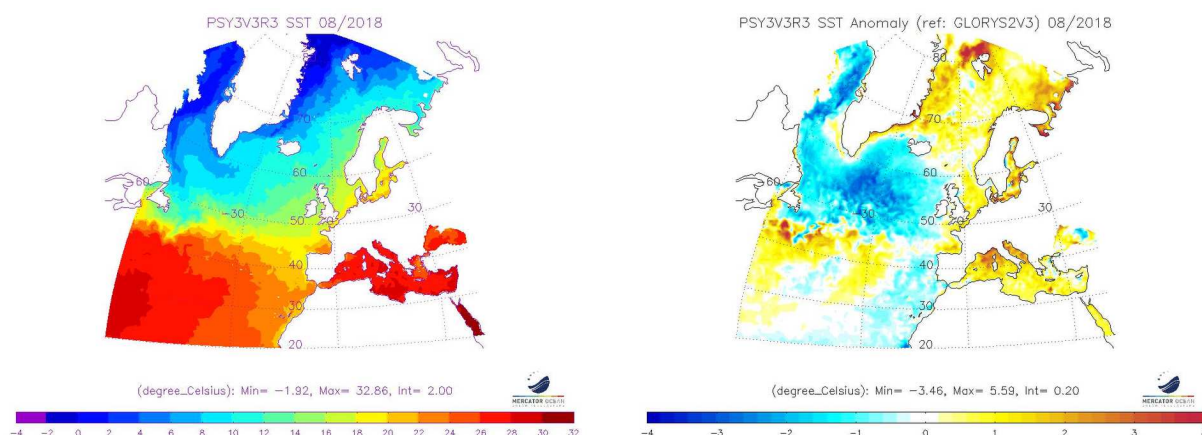 PSY3V3R3 SST 08/2018
80
70
−60
60
−30
50
20
30
40
30
20
(degree_Celsius): Min= −1.92, Max= 32.86, Int= 2.00
MERCATOR OCEAN
−4 −2 0 2 4 6 8 10 12 14 16 18 20 22 24 26 28 30 32
PSY3V3R3 SST Anomaly (ref: GLORYS2V3) 08/2018
80
70
−60
60
−30
50
20
30
40
30
20
(degree_Celsius): Min= −3.46, Max= 5.59, Int= 0.20
MERCATOR OCEAN
−4 −3 −2 −1 0 1 2 3 4